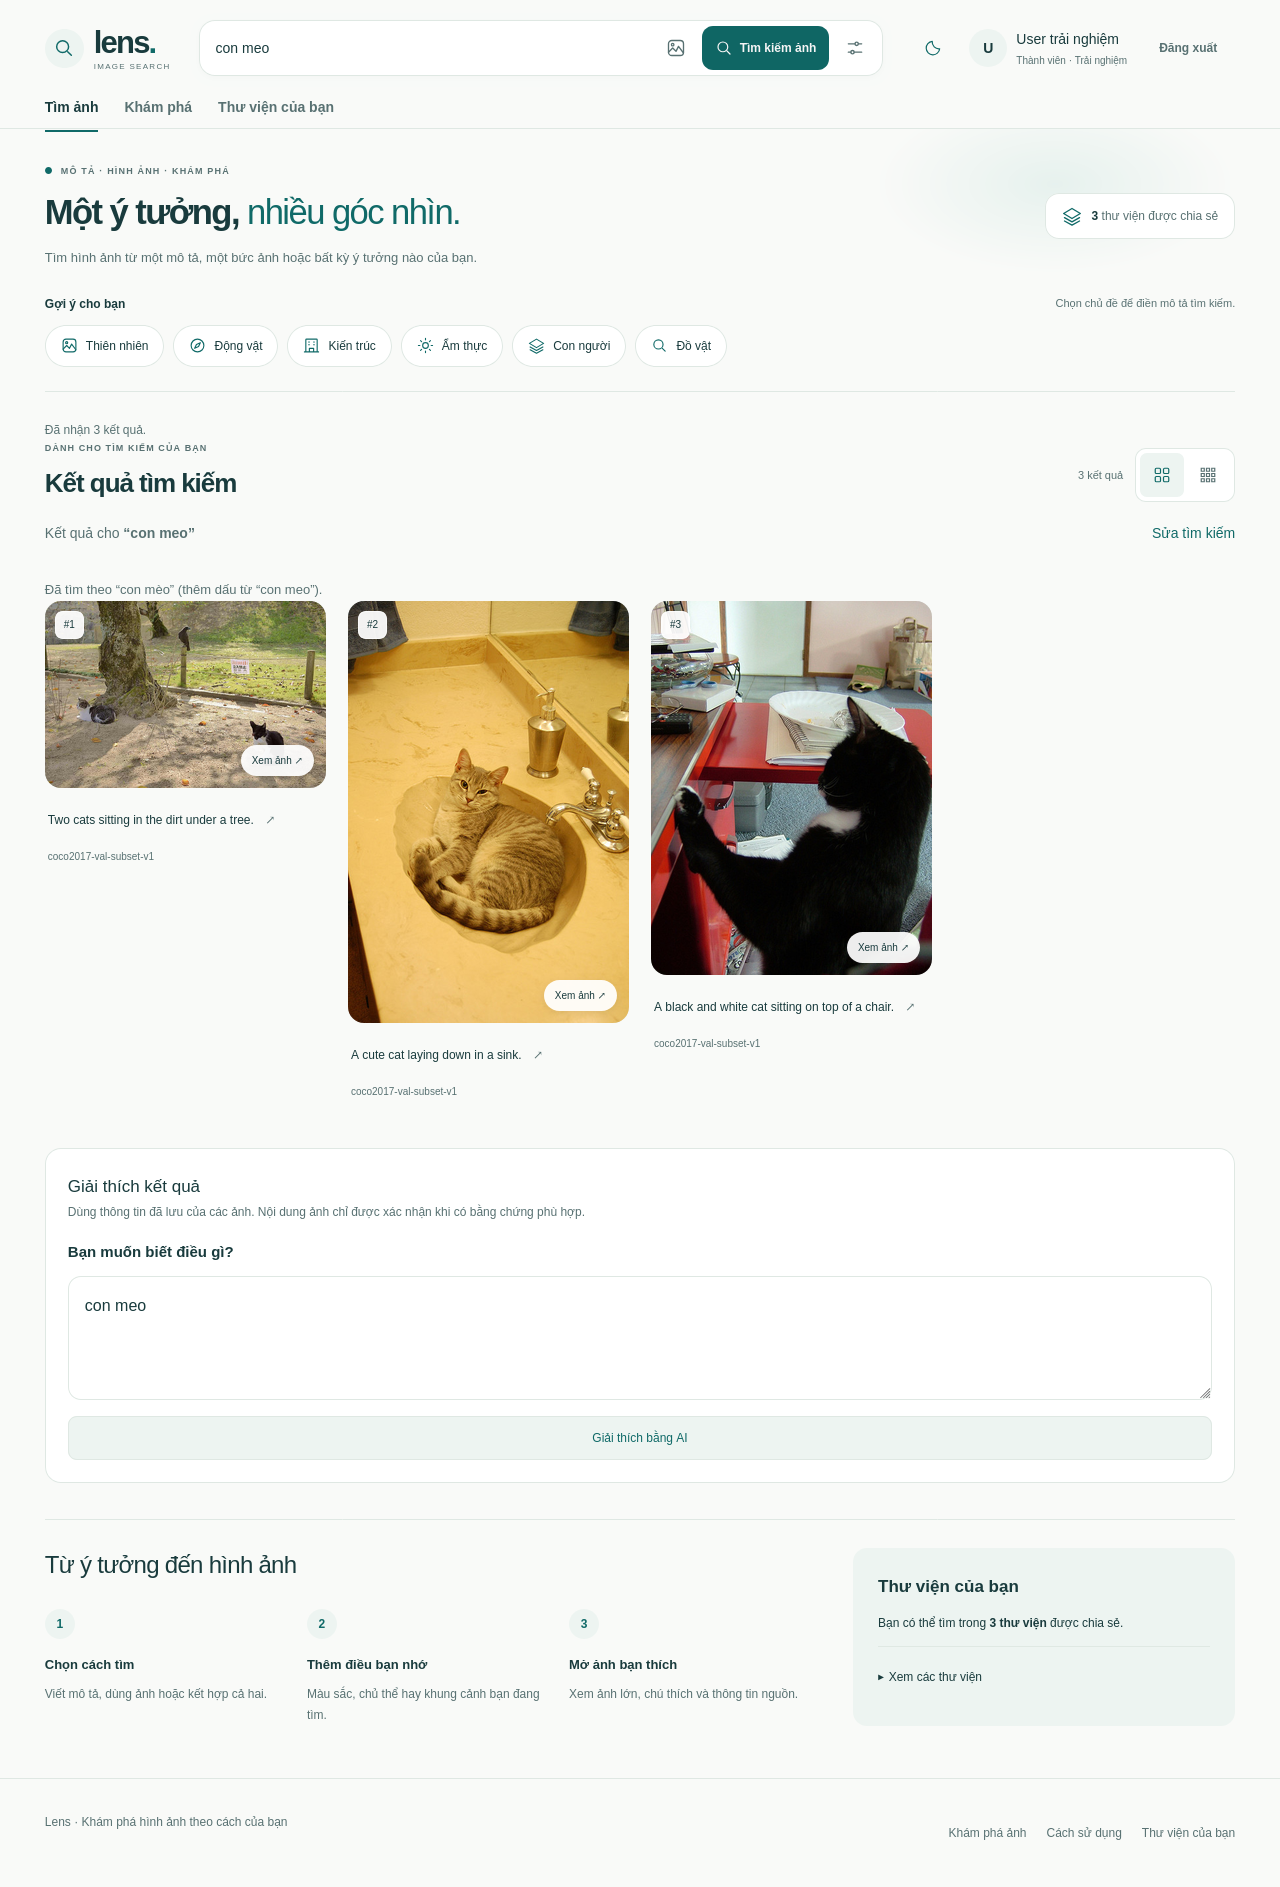 lens.
IMAGE SEARCH
con meo
Tìm kiếm ảnh
U
User trải nghiệm
Thành viên · Trải nghiệm
Đăng xuất
Tìm ảnh
Khám phá
Thư viện của bạn
MÔ TẢ · HÌNH ẢNH · KHÁM PHÁ
Một ý tưởng, nhiều góc nhìn.
3 thư viện được chia sẻ
Tìm hình ảnh từ một mô tả, một bức ảnh hoặc bất kỳ ý tưởng nào của bạn.
Gợi ý cho bạn
Chọn chủ đề để điền mô tả tìm kiếm.
Thiên nhiên
Động vật
Kiến trúc
Ẩm thực
Con người
Đồ vật
Đã nhận 3 kết quả.
DÀNH CHO TÌM KIẾM CỦA BẠN
Kết quả tìm kiếm
3 kết quả
Kết quả cho “con meo”
Sửa tìm kiếm
Đã tìm theo “con mèo” (thêm dấu từ “con meo”).
#1
#2
#3
Xem ảnh ↗
Two cats sitting in the dirt under a tree. ↗
coco2017-val-subset-v1
Xem ảnh ↗
A cute cat laying down in a sink. ↗
coco2017-val-subset-v1
Xem ảnh ↗
A black and white cat sitting on top of a chair. ↗
coco2017-val-subset-v1
Giải thích kết quả
Dùng thông tin đã lưu của các ảnh. Nội dung ảnh chỉ được xác nhận khi có bằng chứng phù hợp.
Bạn muốn biết điều gì?
con meo
Giải thích bằng AI
Từ ý tưởng đến hình ảnh
1
Chọn cách tìm
Viết mô tả, dùng ảnh hoặc kết hợp cả hai.
2
Thêm điều bạn nhớ
Màu sắc, chủ thể hay khung cảnh bạn đang
tìm.
3
Mở ảnh bạn thích
Xem ảnh lớn, chú thích và thông tin nguồn.
Thư viện của bạn
Bạn có thể tìm trong 3 thư viện được chia sẻ.
▸ Xem các thư viện
Lens · Khám phá hình ảnh theo cách của bạn
Khám phá ảnh
Cách sử dụng
Thư viện của bạn